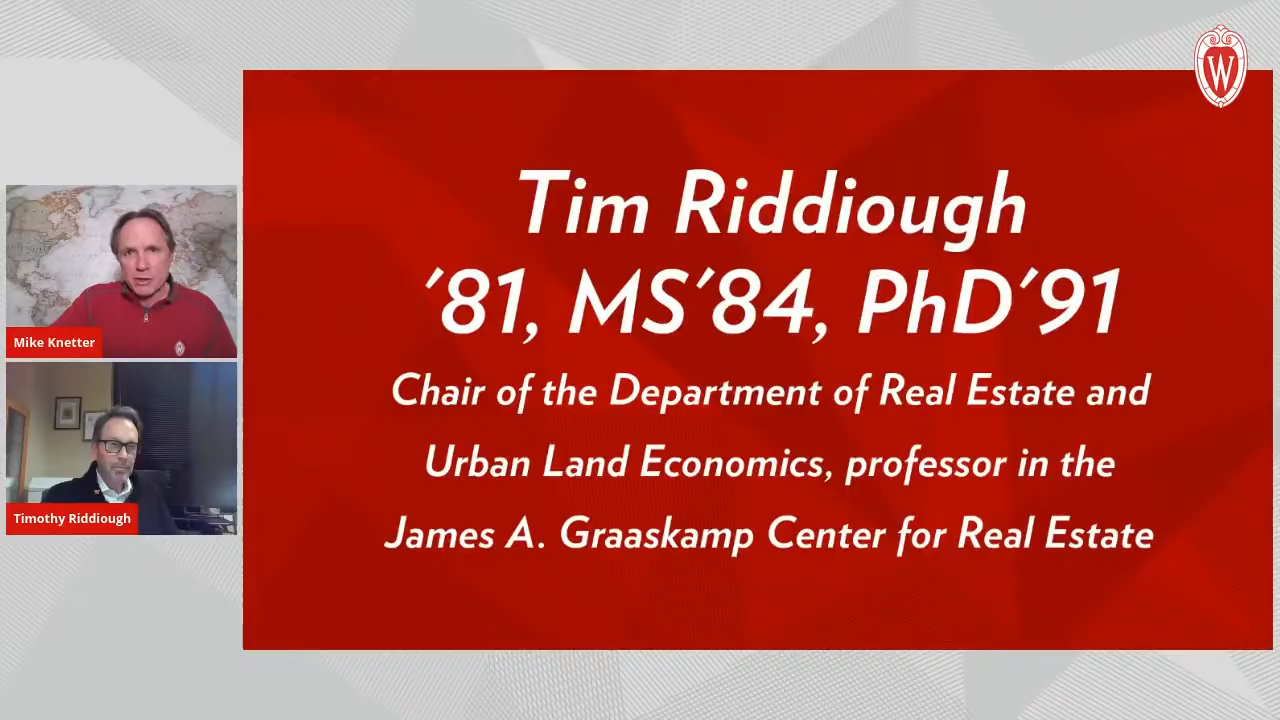 W
Tim Riddiough
'81, MS'84, PhD'91
Chair of the Department of Real Estate and
Urban Land Economics, professor in the
James A. Graaskamp Center for Real Estate
Mike Knetter
Timothy Riddiough